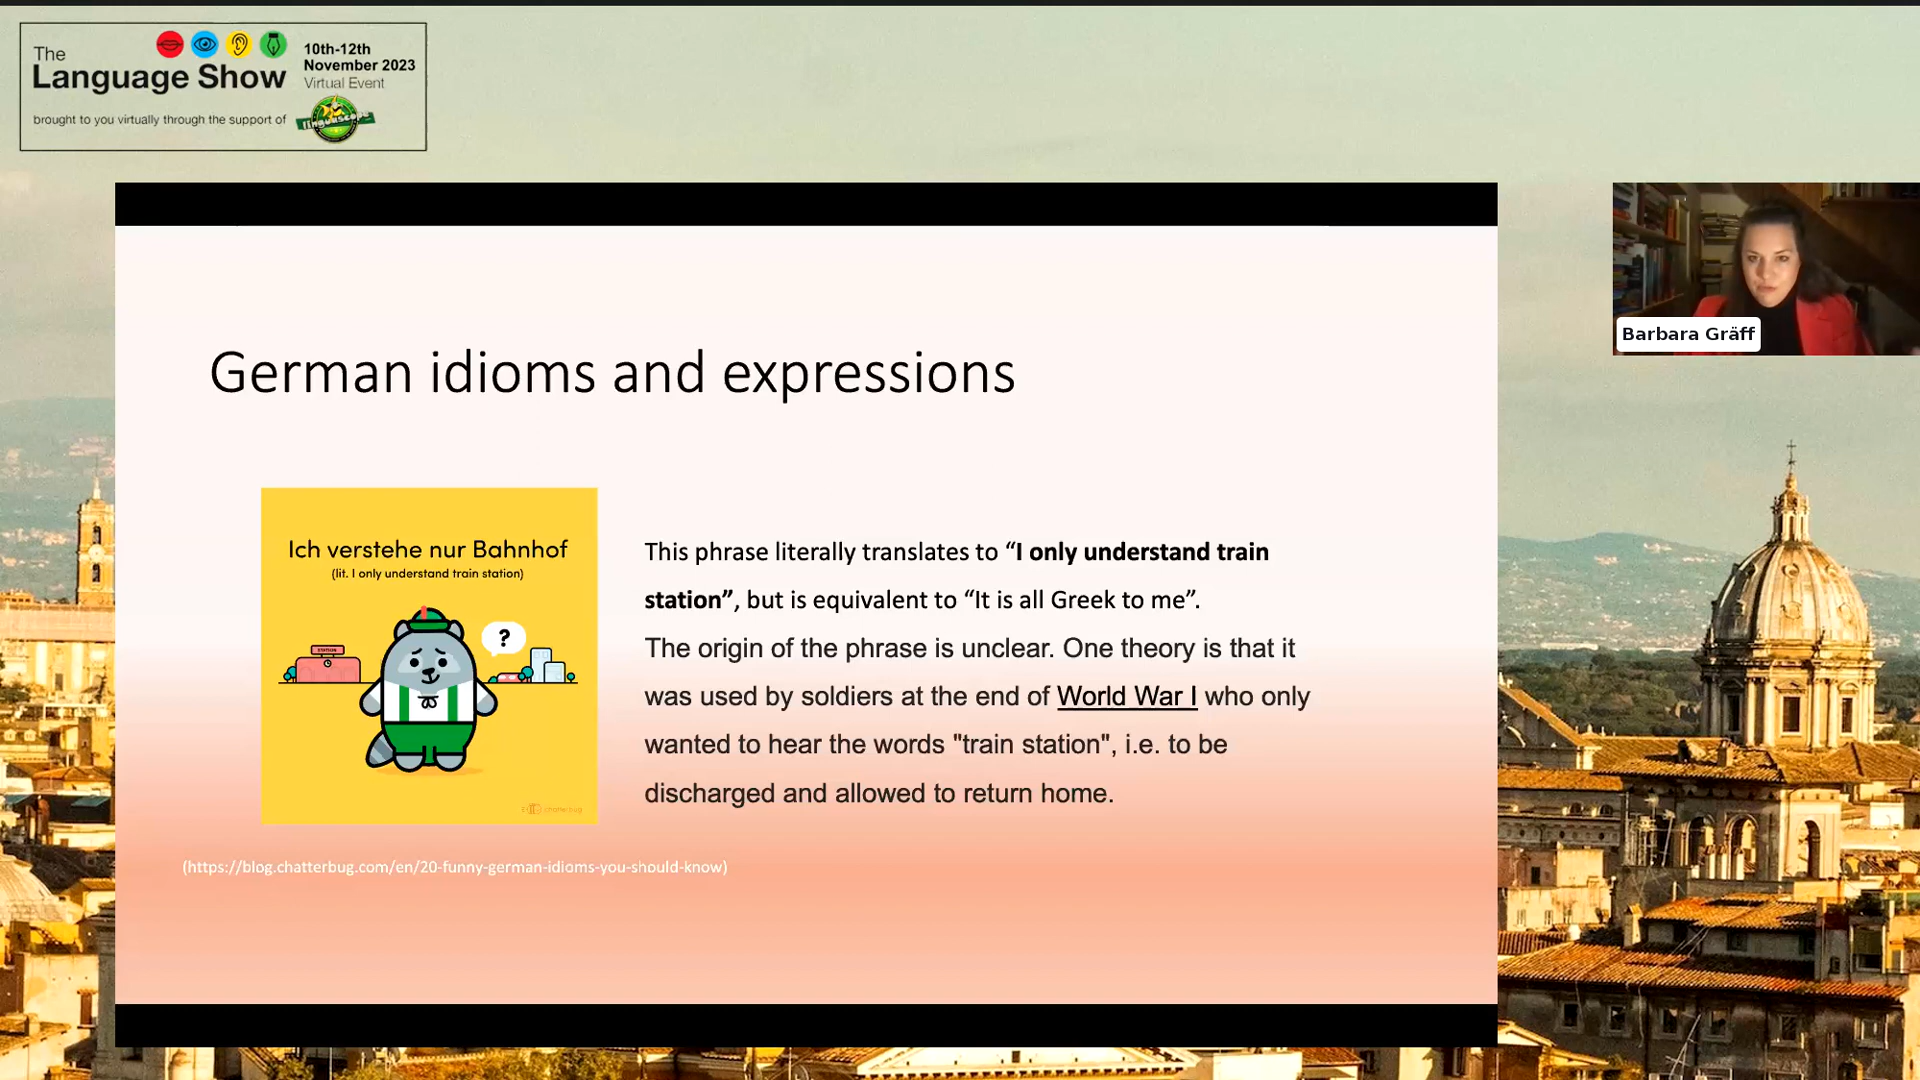 The
Language Show
10th-12th
November 2023
Virtual Event
brought to you virtually through the support of
linguascope
Barbara Gräff
German idioms and expressions
Ich verstehe nur Bahnhof
(lit. I only understand train station)
STATION
?
chatterbug
This phrase literally translates to “I only understand train
station”, but is equivalent to “It is all Greek to me”.
The origin of the phrase is unclear. One theory is that it
was used by soldiers at the end of World War I who only
wanted to hear the words "train station", i.e. to be
discharged and allowed to return home.
(https://blog.chatterbug.com/en/20-funny-german-idioms-you-should-know)